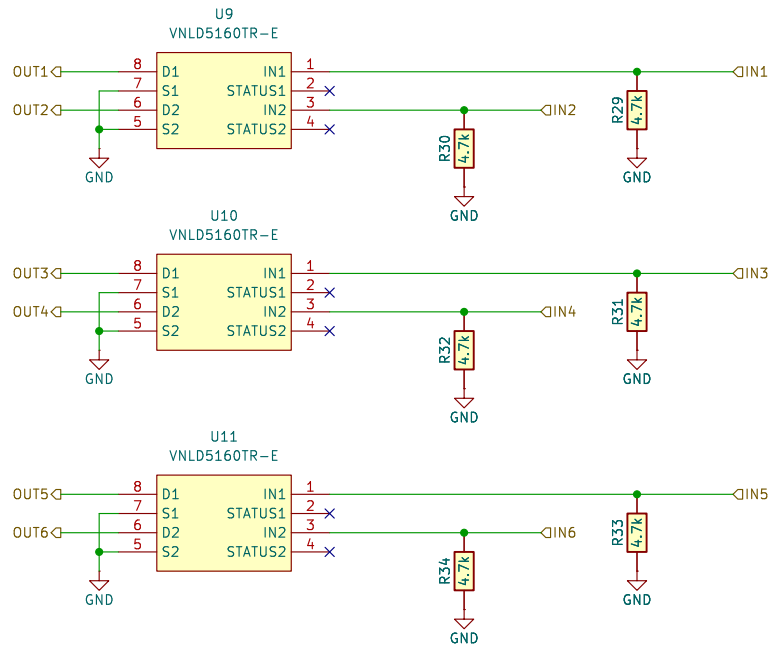 U9
VNLD5160TR-E
OUT1 8 D1 IN1 1 IN1
7 S1 STATUS1 2
OUT2 6 D2 IN2 3 IN2
5 S2 STATUS2 4
R29 4.7k
R30 4.7k
GND GND
GND
U10
VNLD5160TR-E
OUT3 8 D1 IN1 1 IN3
7 S1 STATUS1 2
OUT4 6 D2 IN2 3 IN4
5 S2 STATUS2 4
R31 4.7k
R32 4.7k
GND GND
GND
U11
VNLD5160TR-E
OUT5 8 D1 IN1 1 IN5
7 S1 STATUS1 2
OUT6 6 D2 IN2 3 IN6
5 S2 STATUS2 4
R33 4.7k
R34 4.7k
GND GND
GND